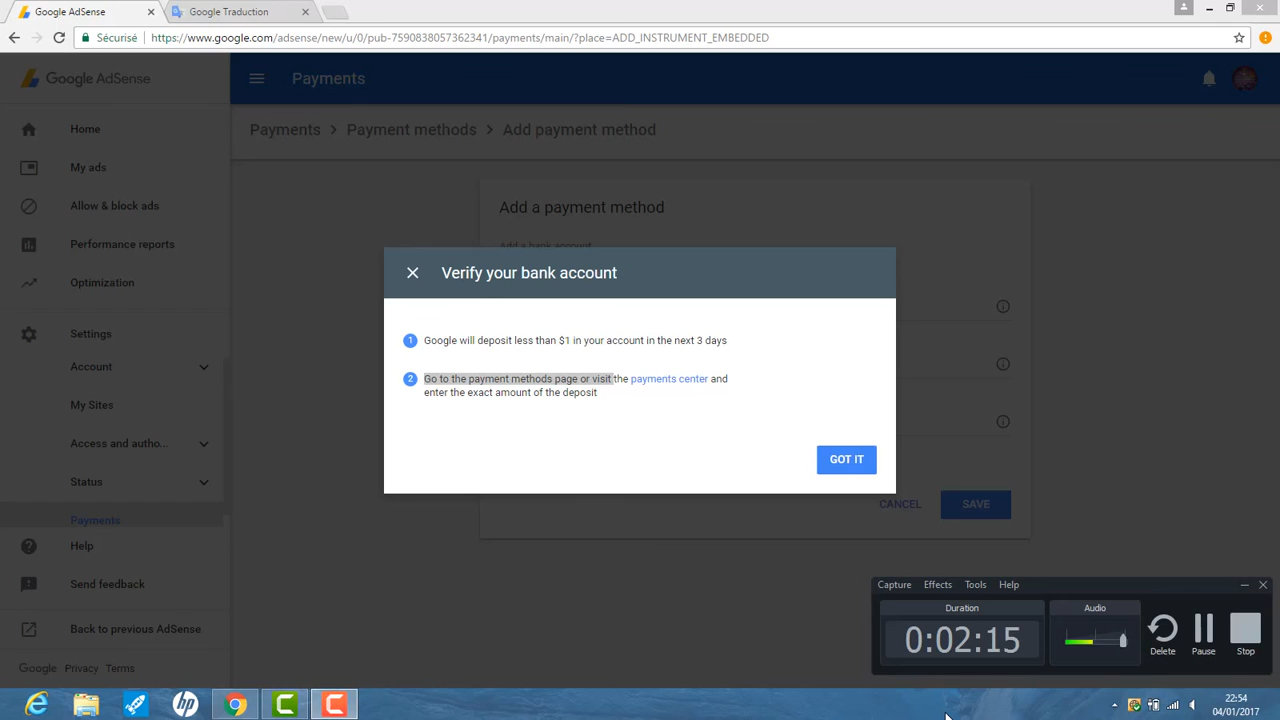 Google AdSense
Google Traduction
Sécurisé
https://www.google.com/adsense/new/u/0/pub-7590838057362341/payments/main/?place=ADD_INSTRUMENT_EMBEDDED
Google AdSense
Payments
Home
My ads
Allow & block ads
Performance reports
Optimization
Settings
Account
My Sites
Access and autho...
Status
Payments
Help
Send feedback
Back to previous AdSense
Google Privacy Terms
Payments > Payment methods > Add payment method
Add a payment method
Add a bank account
Verify your bank account
1 Google will deposit less than $1 in your account in the next 3 days
2 Go to the payment methods page or visit the payments center and
enter the exact amount of the deposit
GOT IT
CANCEL SAVE
Capture Effects Tools Help
Duration
0:02:15
Audio
Delete
Pause
Stop
22:54
04/01/2017